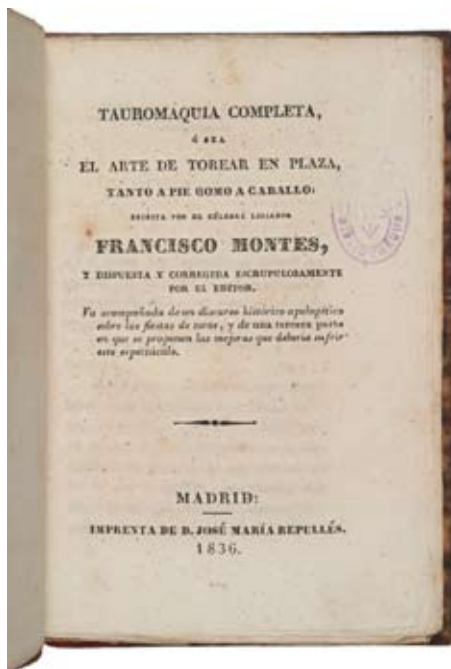 TAUROMAQUIA COMPLETA,
Ó SEA
EL ARTE DE TOREAR EN PLAZA,
TANTO A PIE COMO A CABALLO:
ESCRITA POR EL CÉLEBRE LIDIADOR
FRANCISCO MONTES,
Y DISPUESTA Y CORREGIDA ESCRUPULOSAMENTE
POR EL EDITOR.
Va acompañada de un discurso histórico apologético
sobre las fiestas de toros, y de una tercera parte
en que se proponen las mejoras que debería sufrir
este espectáculo.
MADRID:
IMPRENTA DE D. JOSÉ MARÍA REPULLÉS.
1836.